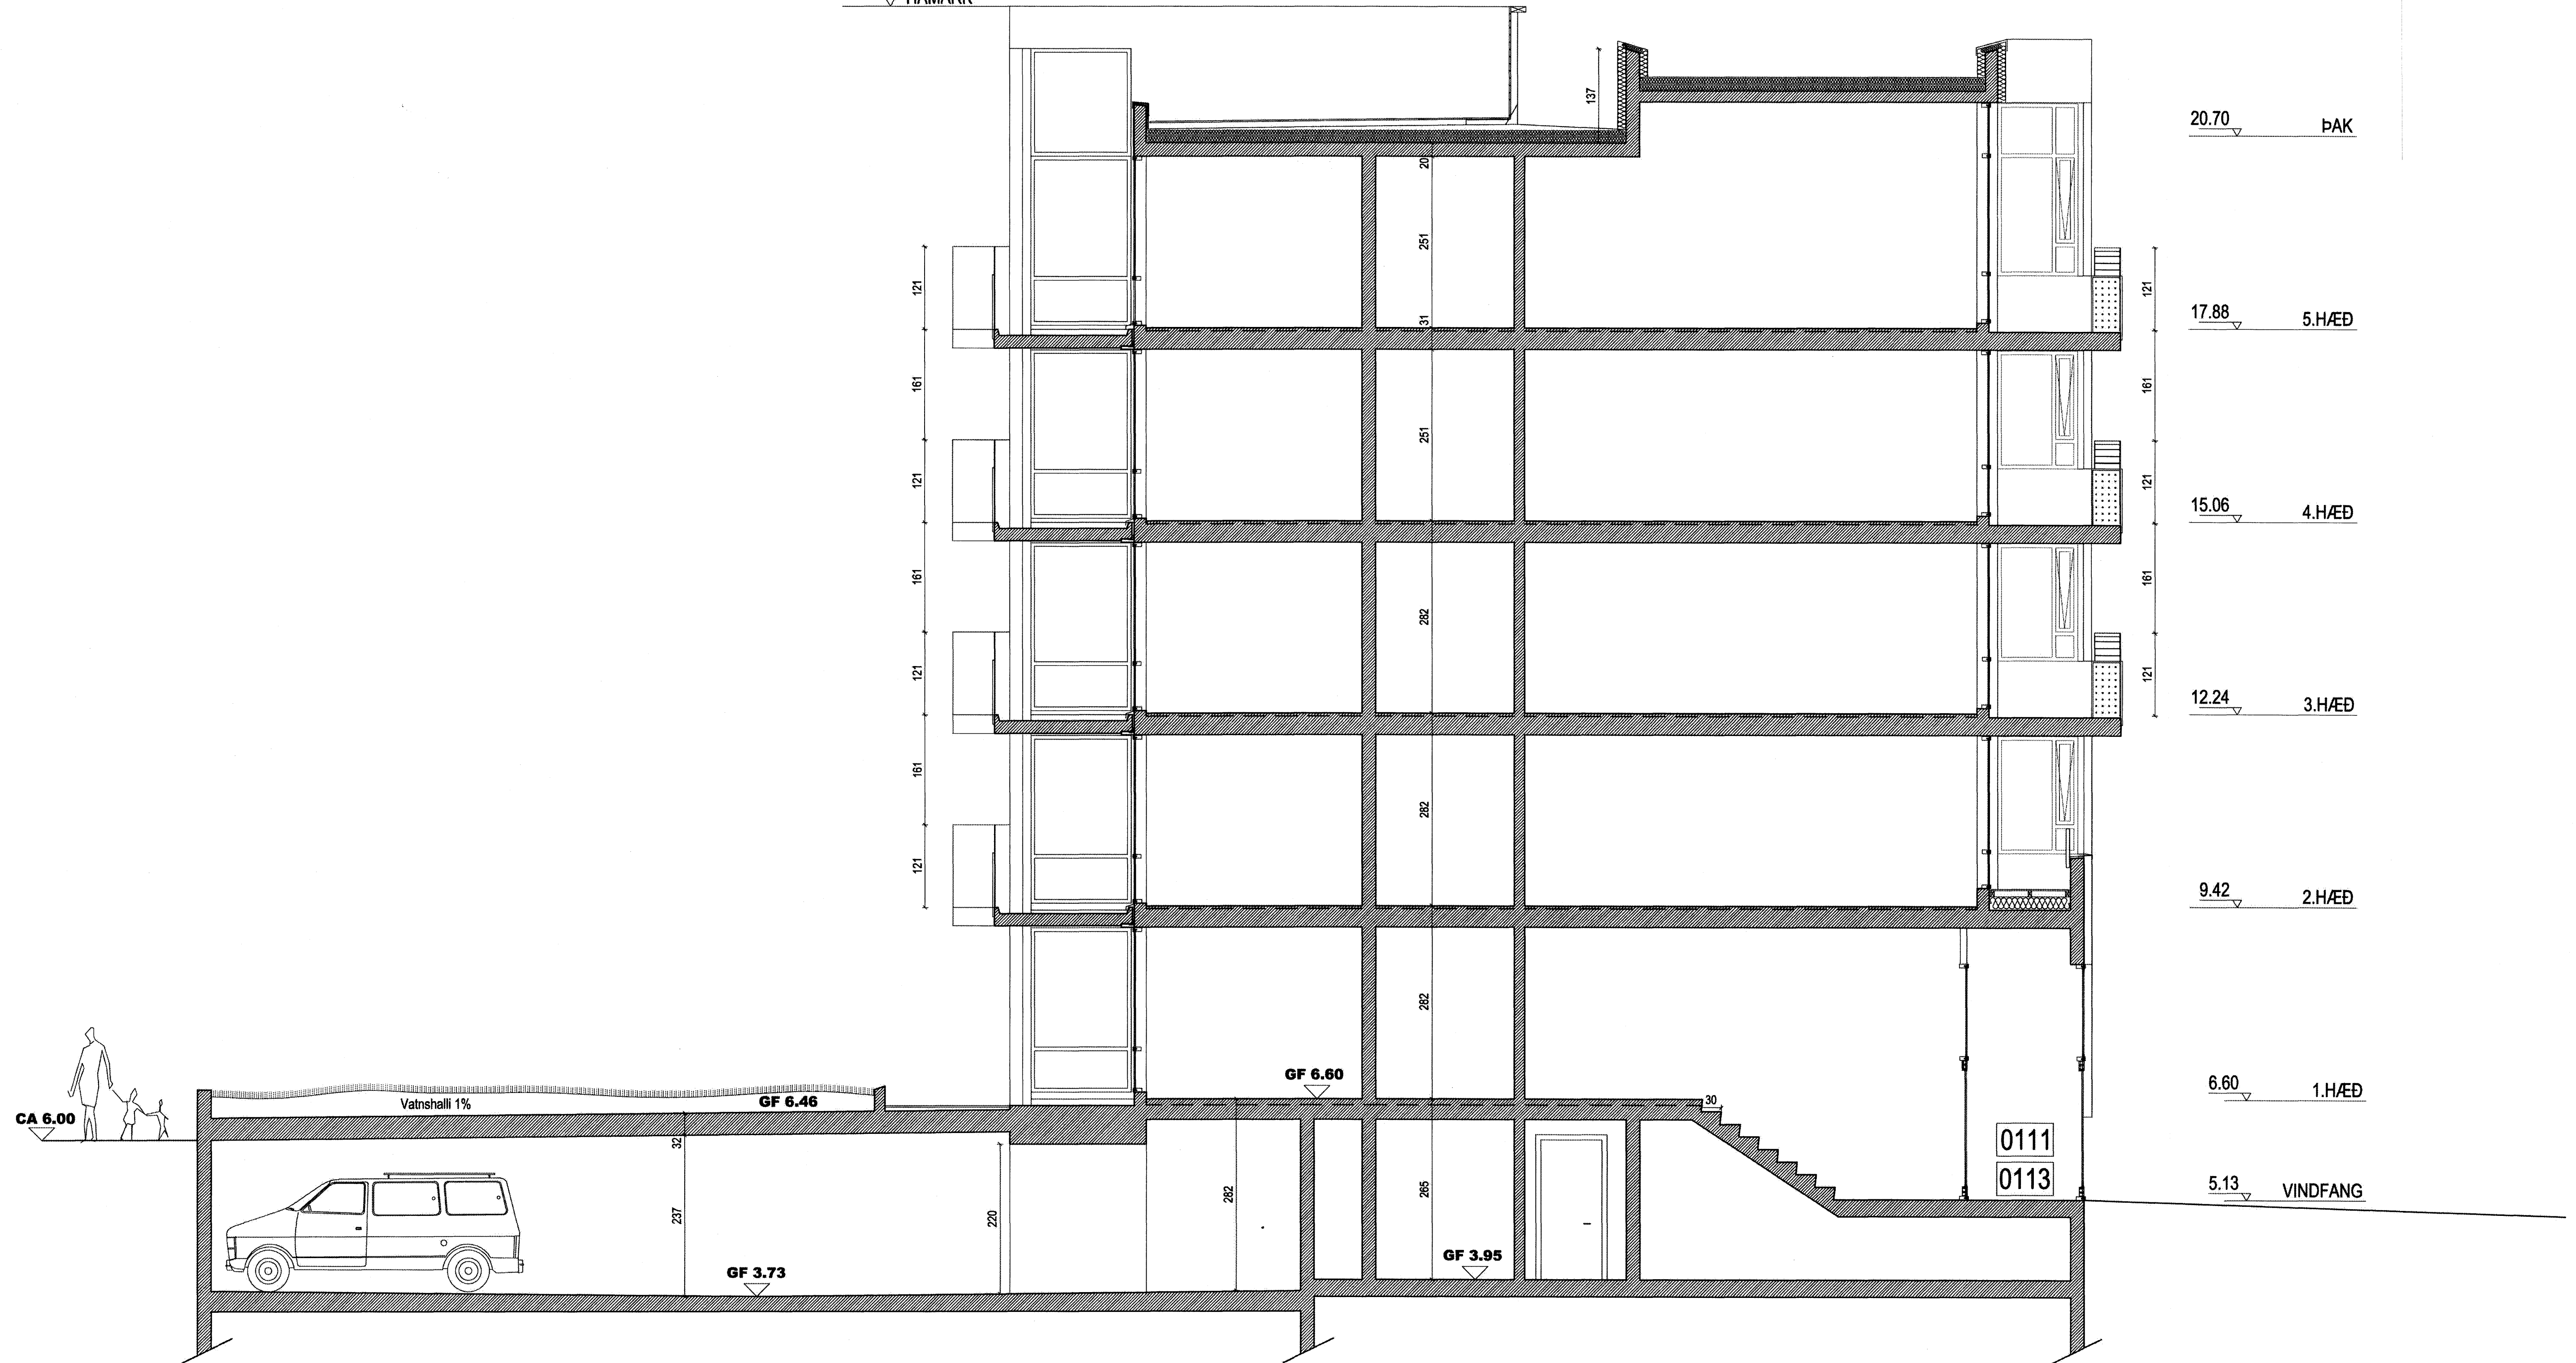 HÁMARK
137
20.70 ÞAK
20
251
121
121
31
17.88 5.HÆÐ
161
161
251
121
121
15.06 4.HÆÐ
161
161
282
121
121
12.24 3.HÆÐ
161
282
121
9.42 2.HÆÐ
282
GF 6.60
6.60 1.HÆÐ
Vatnshalli 1%
GF 6.46
30
CA 6.00
32
0111
0113
5.13 VINDFANG
237
220
282
265
GF 3.95
GF 3.73